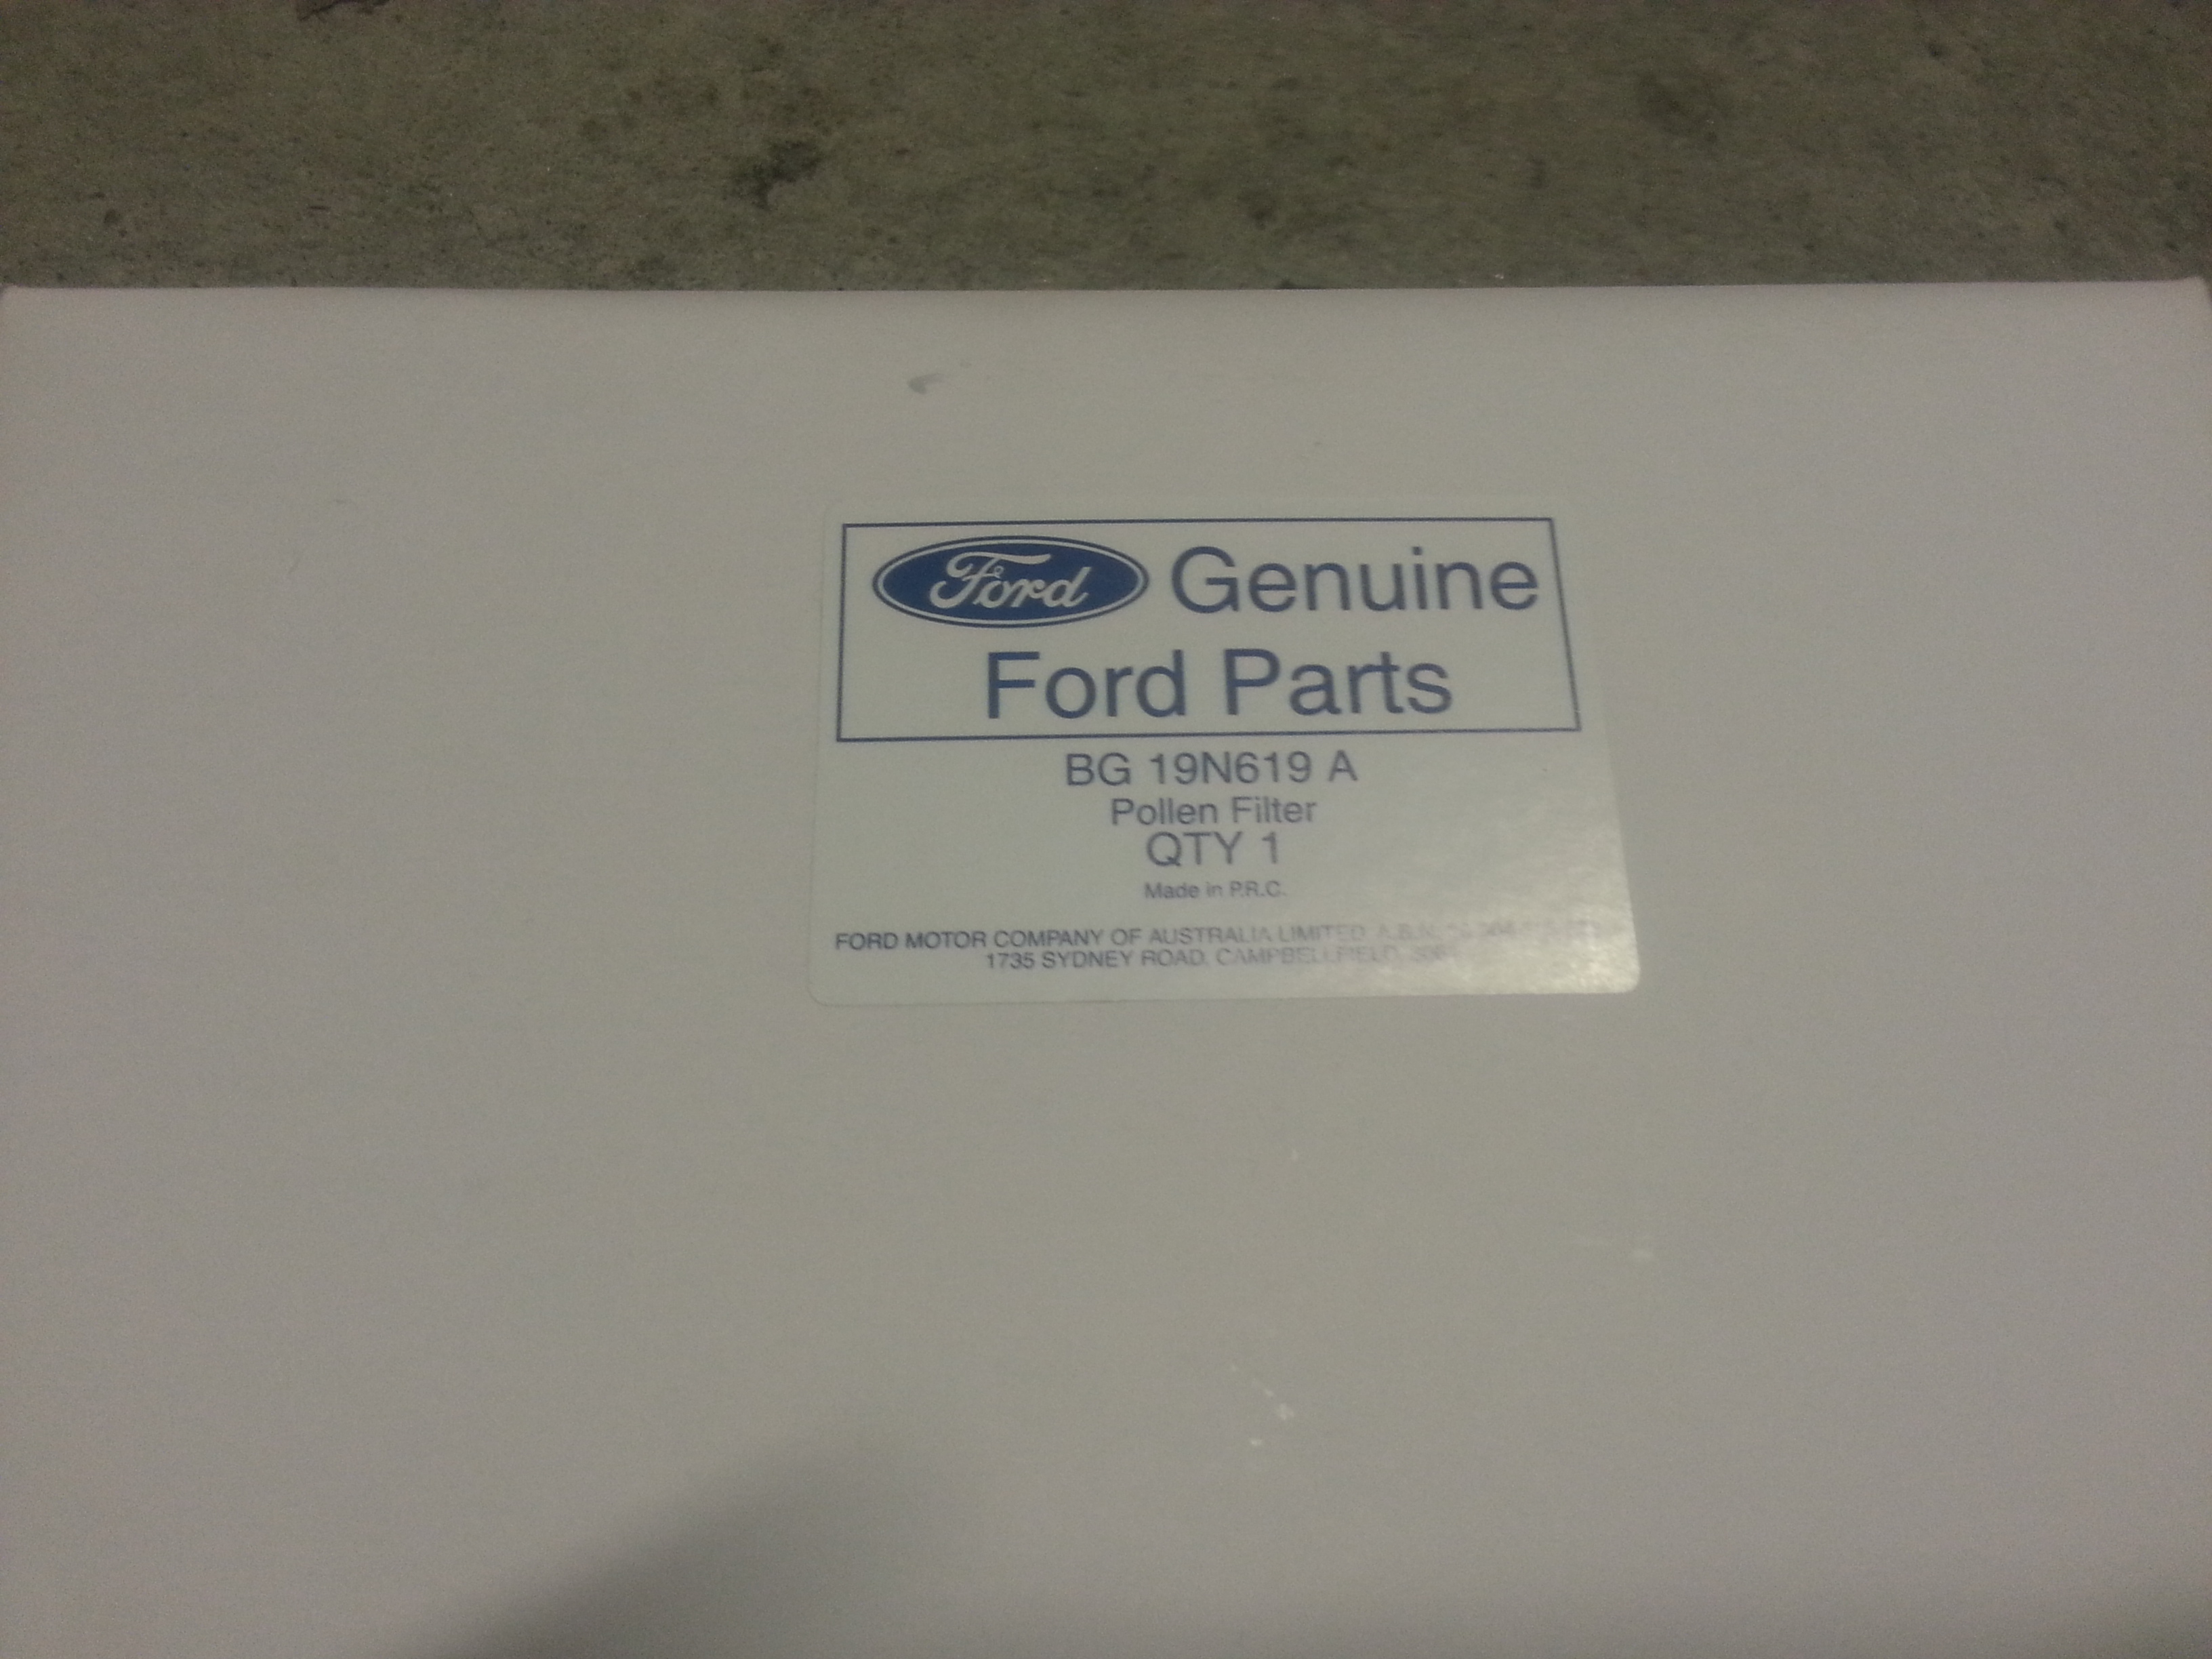 Ford Genuine
Ford Parts
BG 19N619 A
Pollen Filter
QTY 1
Made in P.R.C.
FORD MOTOR COMPANY OF AUSTRALIA LIMITED A.B.N.
1735 SYDNEY ROAD, CAMPBELLFIELD,